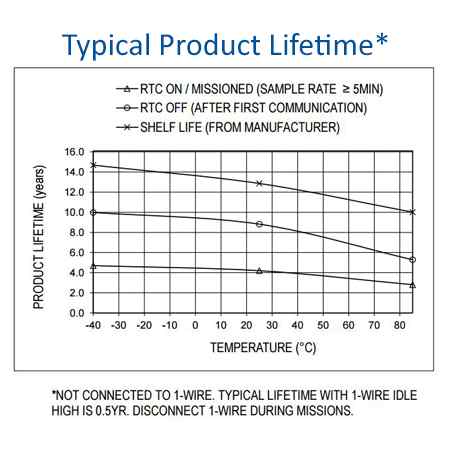 Typical Product Lifetime*
RTC ON / MISSIONED (SAMPLE RATE ≥ 5MIN)
RTC OFF (AFTER FIRST COMMUNICATION)
SHELF LIFE (FROM MANUFACTURER)
PRODUCT LIFETIME (years)
16.0
14.0
12.0
10.0
8.0
6.0
4.0
2.0
0.0
-40 -30 -20 -10 0 10 20 30 40 50 60 70 80
TEMPERATURE (°C)
*NOT CONNECTED TO 1-WIRE. TYPICAL LIFETIME WITH 1-WIRE IDLE
HIGH IS 0.5YR. DISCONNECT 1-WIRE DURING MISSIONS.